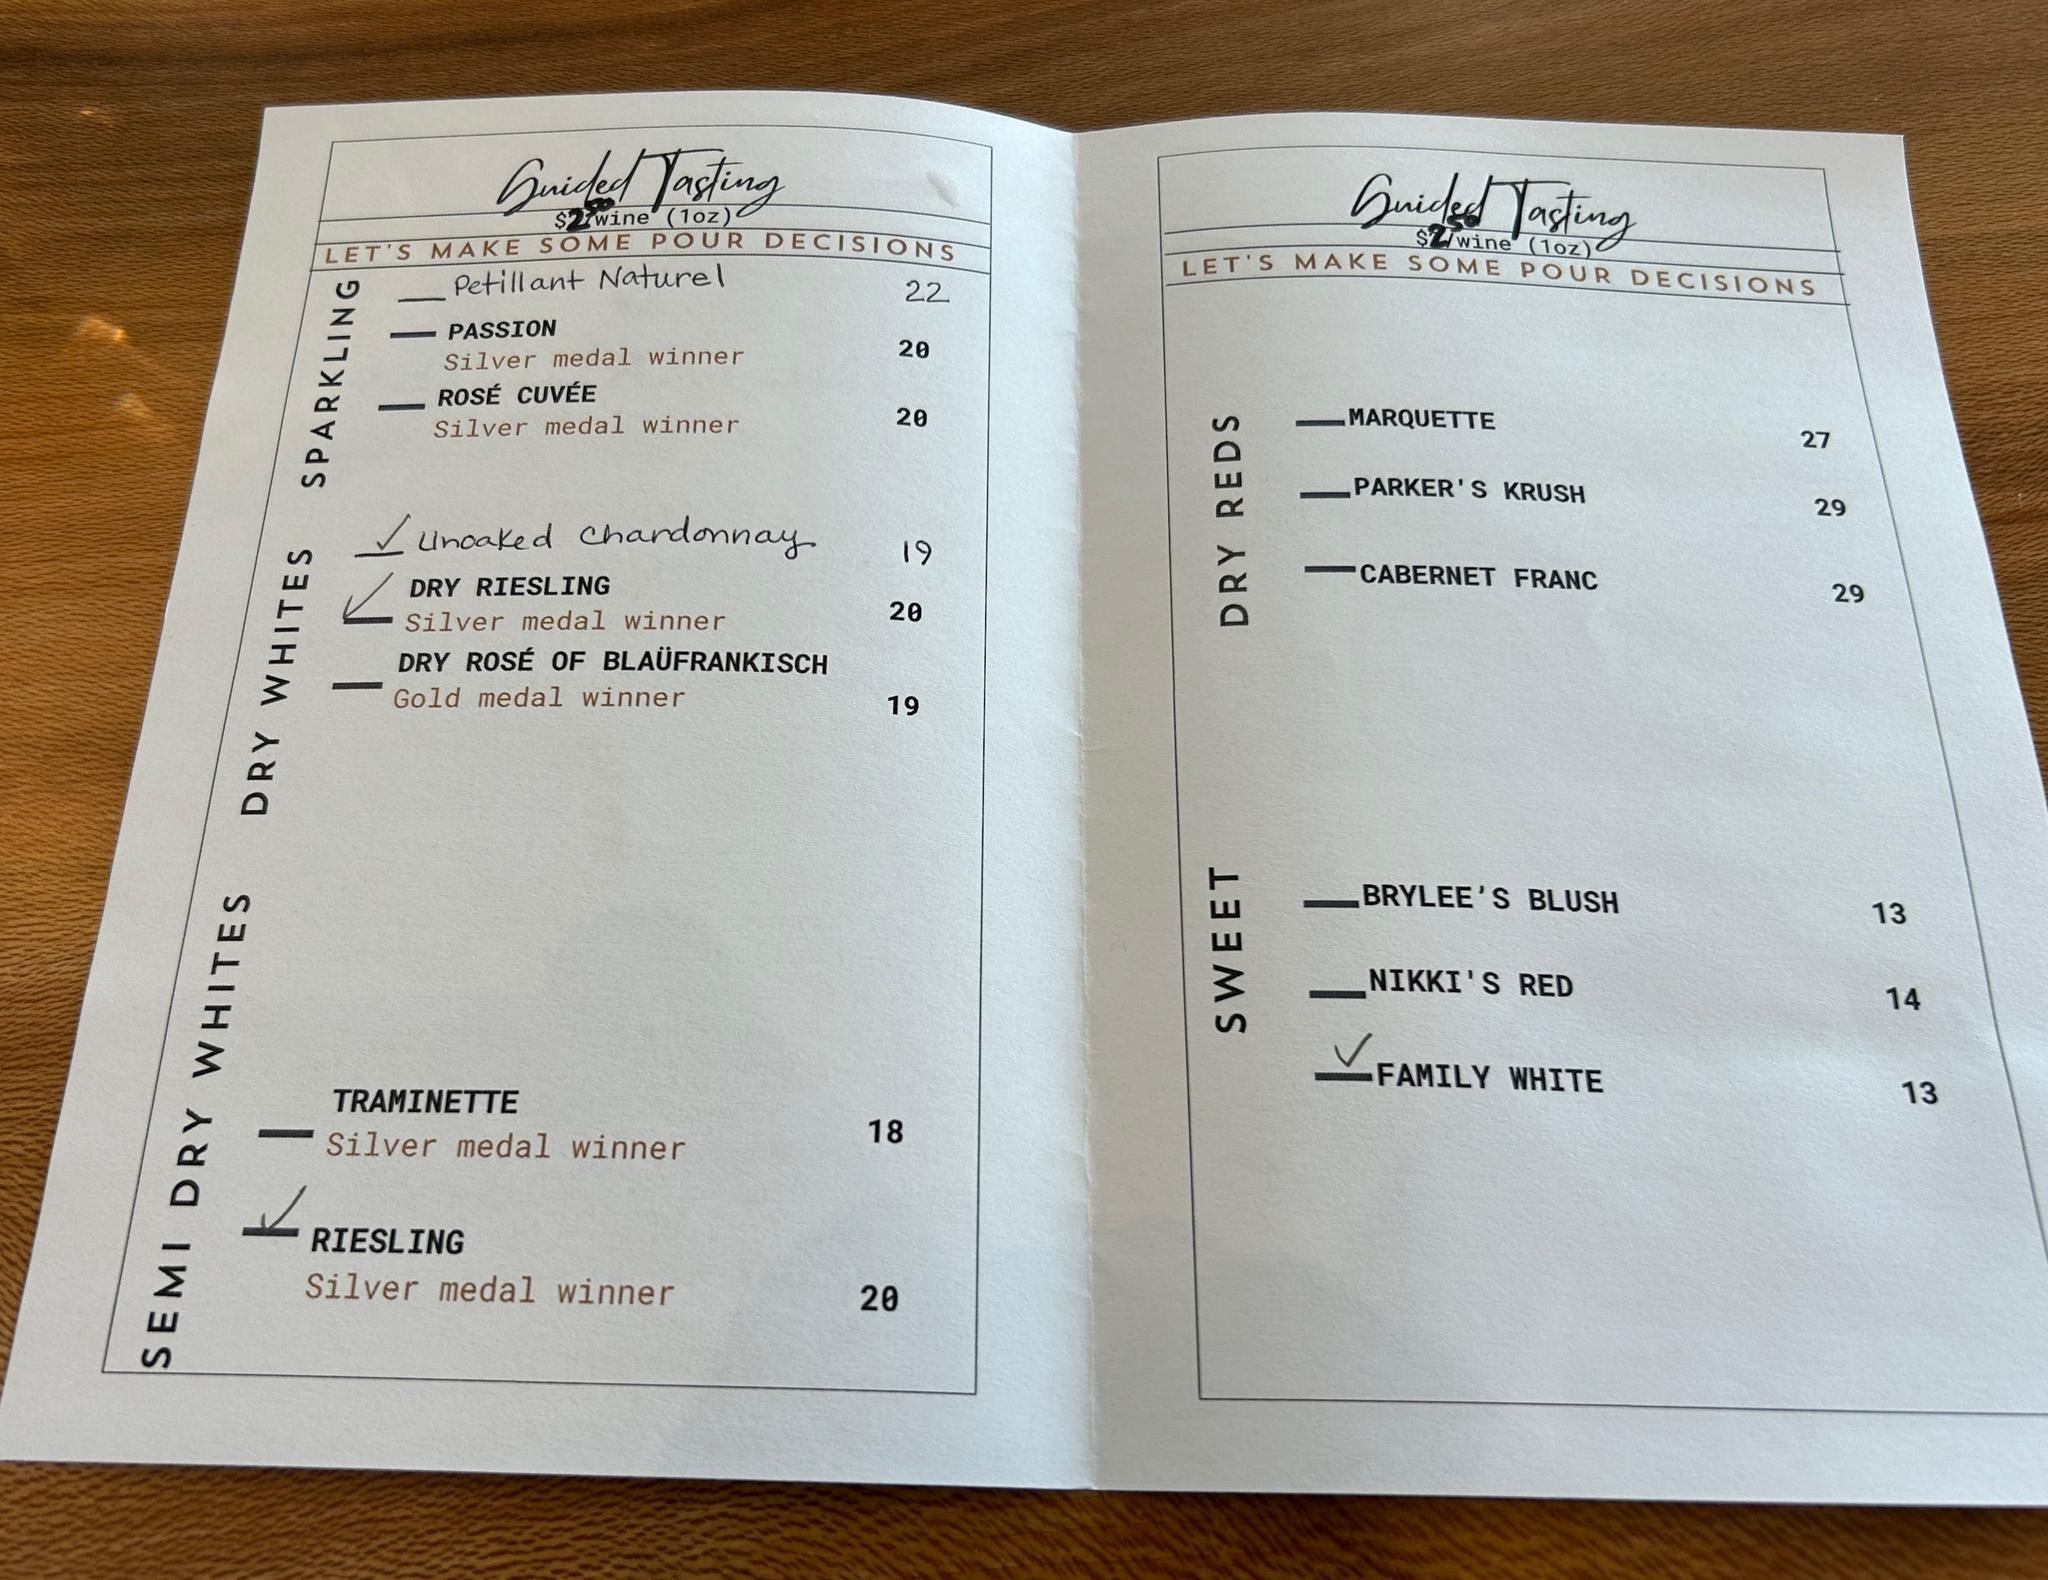 Guided Tasting
$2.50/wine (1oz)
LET'S MAKE SOME POUR DECISIONS
SPARKLING
Petillant Naturel 22
PASSION
Silver medal winner 20
ROSÉ CUVÉE
Silver medal winner 20
DRY WHITES
Unoaked Chardonnay 19
DRY RIESLING
Silver medal winner 20
DRY ROSÉ OF BLAÜFRANKISCH
Gold medal winner 19
SEMI DRY WHITES
TRAMINETTE
Silver medal winner 18
RIESLING
Silver medal winner 20
Guided Tasting
$2.50/wine (1oz)
LET'S MAKE SOME POUR DECISIONS
DRY REDS
MARQUETTE 27
PARKER'S KRUSH 29
CABERNET FRANC 29
SWEET
BRYLEE’S BLUSH 13
NIKKI'S RED 14
FAMILY WHITE 13